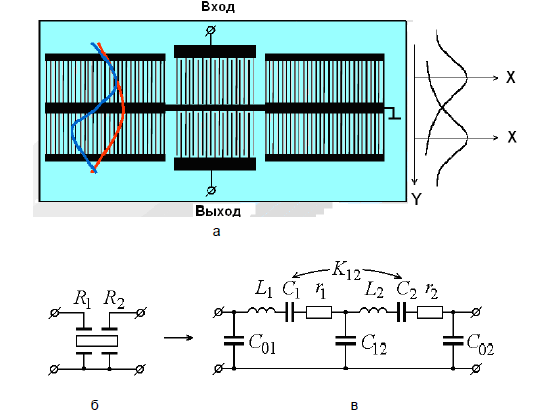 Вход
X
X
Y
Выход
а
K12
L1 C1 r1 L2 C2 r2
R1 R2
C01 C12 C02
б в